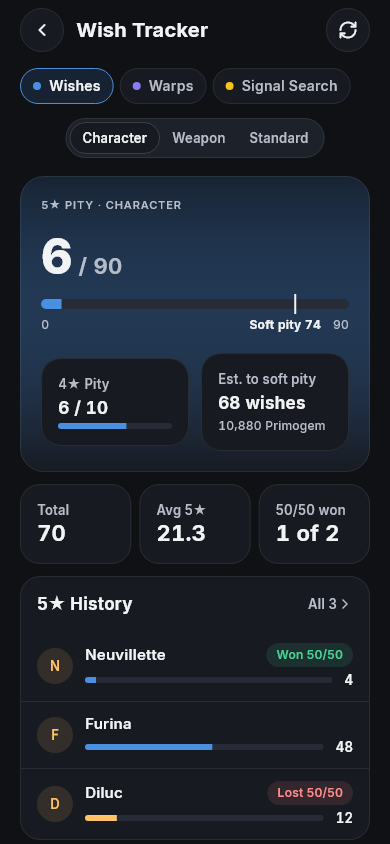 Wish Tracker
Wishes
Warps
Signal Search
Character
Weapon
Standard
5★ PITY · CHARACTER
6 / 90
0
Soft pity 74
90
4★ Pity
6 / 10
Est. to soft pity
68 wishes
10,880 Primogem
Total
70
Avg 5★
21.3
50/50 won
1 of 2
5★ History
All 3
N
Neuvillette
Won 50/50
4
F
Furina
48
D
Diluc
Lost 50/50
12